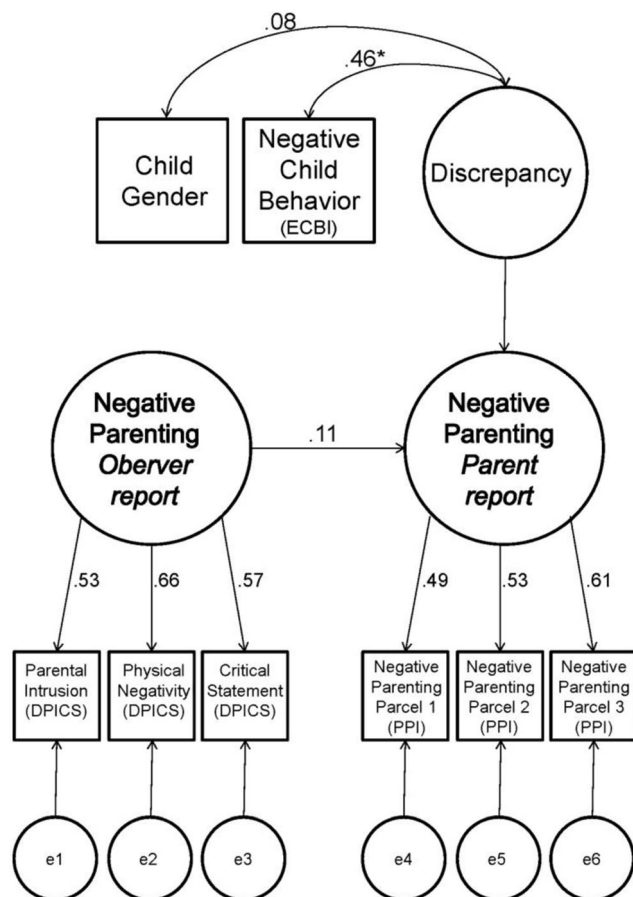 .08
.46*
Child
Gender
Negative
Child
Behavior
(ECBI)
Discrepancy
Negative
Parenting
Oberver
report
.11
Negative
Parenting
Parent
report
.53
.66
.57
.49
.53
.61
Parental
Intrusion
(DPICS)
Physical
Negativity
(DPICS)
Critical
Statement
(DPICS)
Negative
Parenting
Parcel 1
(PPI)
Negative
Parenting
Parcel 2
(PPI)
Negative
Parenting
Parcel 3
(PPI)
e1
e2
e3
e4
e5
e6